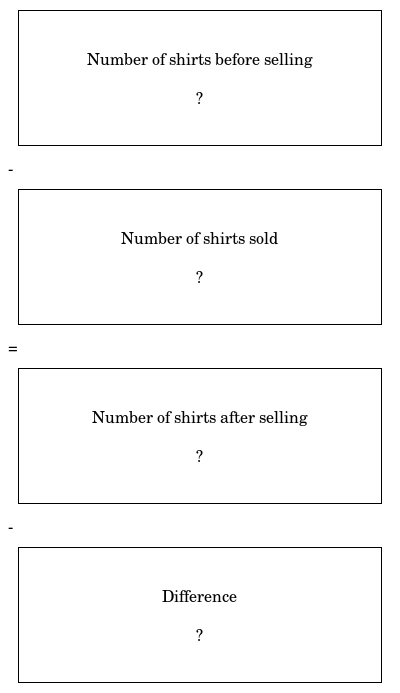 Number of shirts before selling
?
-
Number of shirts sold
?
=
Number of shirts after selling
?
-
Difference
?